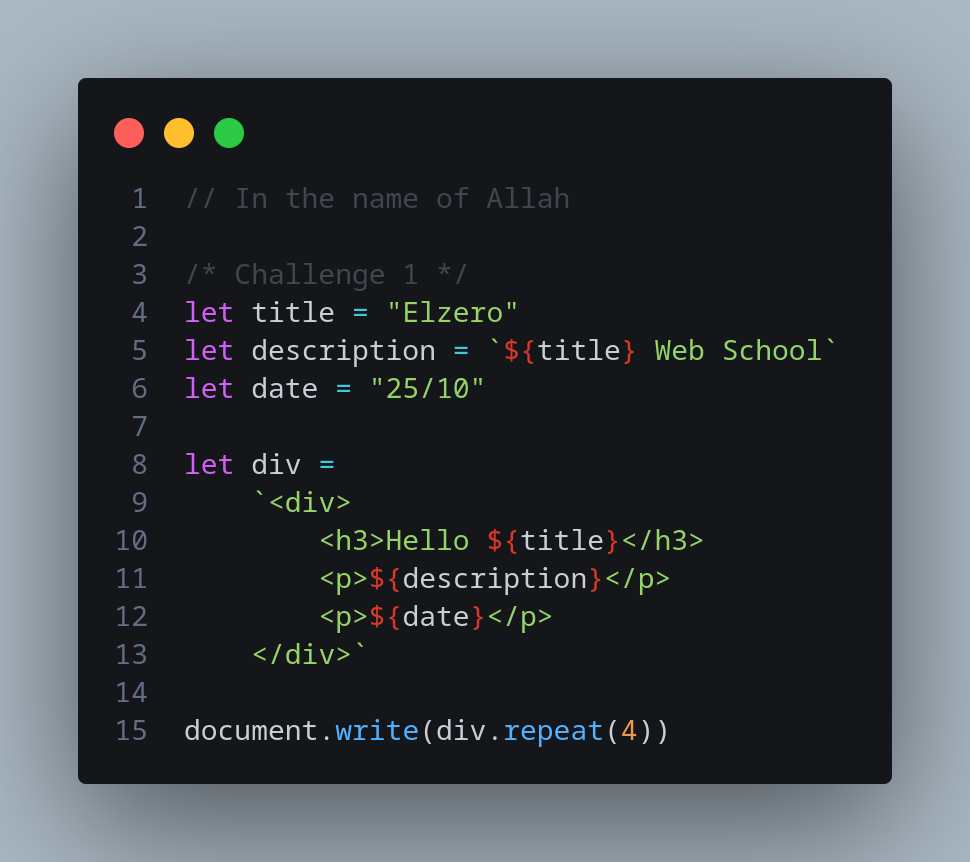 1 // In the name of Allah
2
3 /* Challenge 1 */
4 let title = "Elzero"
5 let description = `${title} Web School`
6 let date = "25/10"
7
8 let div =
9     `<div>
10         <h3>Hello ${title}</h3>
11         <p>${description}</p>
12         <p>${date}</p>
13     </div>`
14
15 document.write(div.repeat(4))